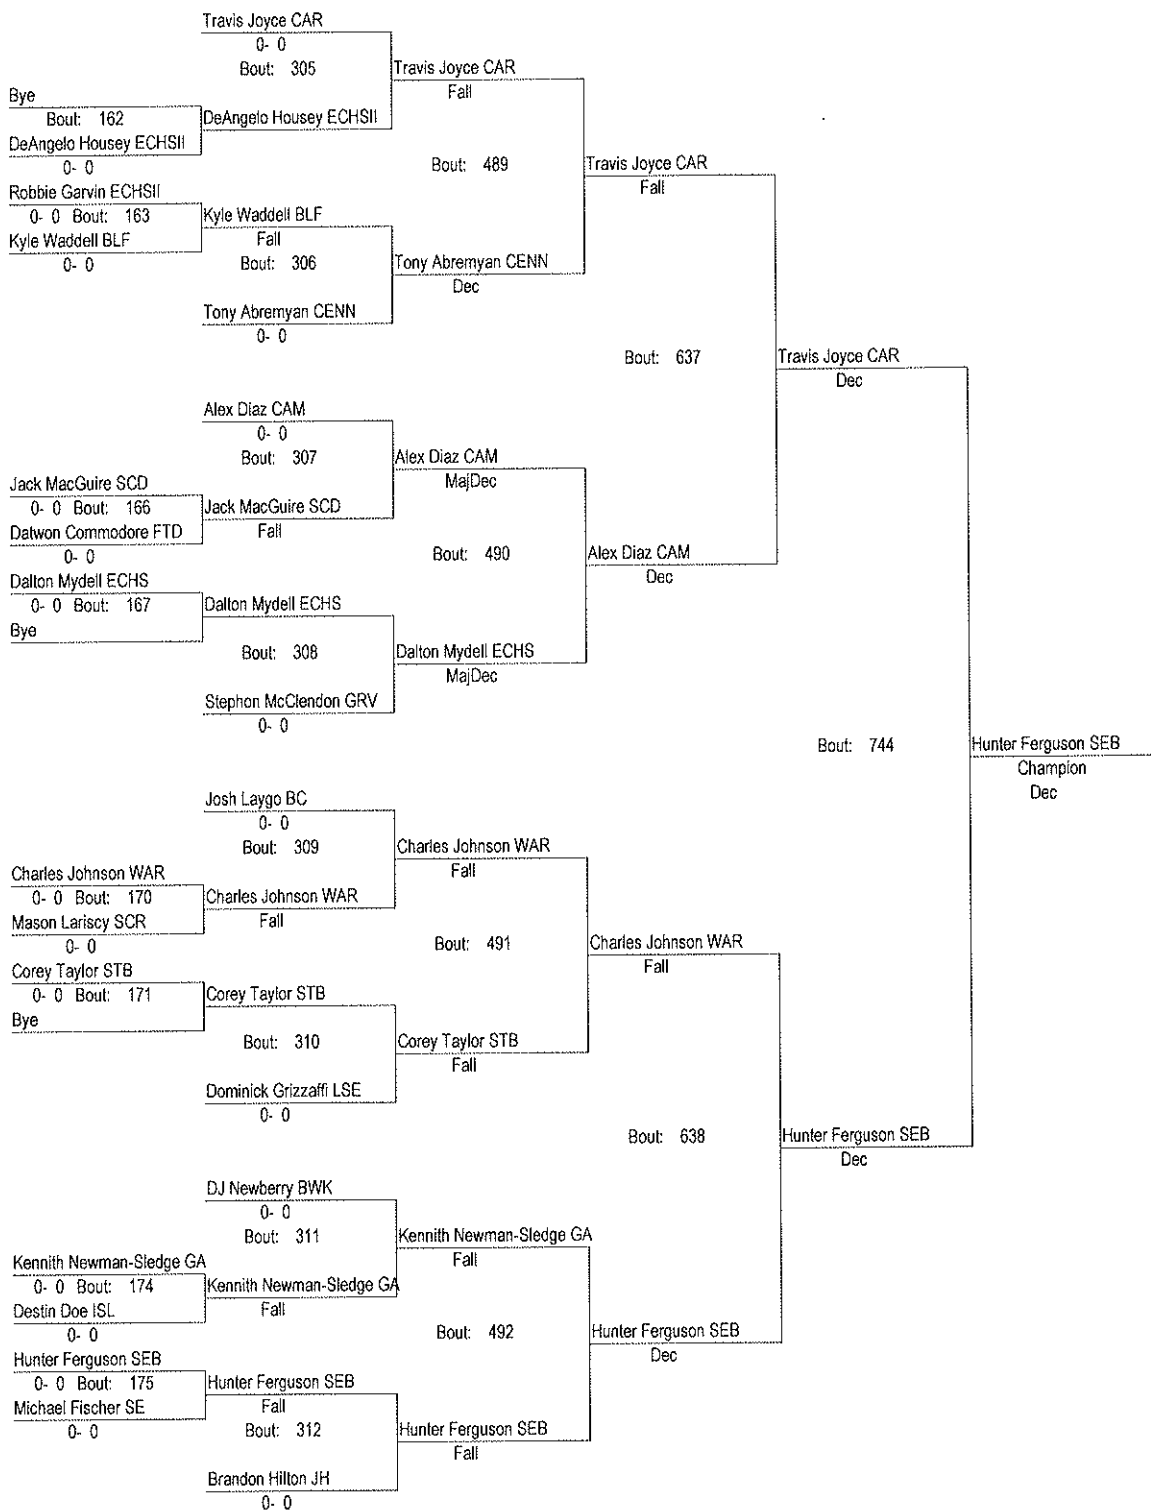 Travis Joyce CAR
0- 0
Bout: 305
Travis Joyce CAR
Fall
Bye
Bout: 162
DeAngelo Housey ECHSII
DeAngelo Housey ECHSII
0- 0
Bout: 489
Travis Joyce CAR
Fall
Robbie Garvin ECHSII
0- 0 Bout: 163
Kyle Waddell BLF
Kyle Waddell BLF
Fall
0- 0
Bout: 306
Tony Abremyan CENN
Dec
Tony Abremyan CENN
0- 0
Bout: 637
Travis Joyce CAR
Dec
Alex Diaz CAM
0- 0
Bout: 307
Alex Diaz CAM
MajDec
Jack MacGuire SCD
0- 0 Bout: 166
Jack MacGuire SCD
Datwon Commodore FTD
Fall
0- 0
Bout: 490
Alex Diaz CAM
Dec
Dalton Mydell ECHS
0- 0 Bout: 167
Dalton Mydell ECHS
Bye
Bout: 308
Dalton Mydell ECHS
MajDec
Stephon McClendon GRV
0- 0
Bout: 744
Hunter Ferguson SEB
Champion
Dec
Josh Laygo BC
0- 0
Bout: 309
Charles Johnson WAR
Fall
Charles Johnson WAR
0- 0 Bout: 170
Charles Johnson WAR
Mason Lariscy SCR
Fall
0- 0
Bout: 491
Charles Johnson WAR
Fall
Corey Taylor STB
0- 0 Bout: 171
Corey Taylor STB
Bye
Bout: 310
Corey Taylor STB
Fall
Dominick Grizzaffi LSE
0- 0
Bout: 638
Hunter Ferguson SEB
Dec
DJ Newberry BWK
0- 0
Bout: 311
Kennith Newman-Sledge GA
Fall
Kennith Newman-Sledge GA
0- 0 Bout: 174
Kennith Newman-Sledge GA
Destin Doe ISL
Fall
0- 0
Bout: 492
Hunter Ferguson SEB
Dec
Hunter Ferguson SEB
0- 0 Bout: 175
Hunter Ferguson SEB
Michael Fischer SE
Fall
0- 0
Bout: 312
Hunter Ferguson SEB
Fall
Brandon Hilton JH
0- 0